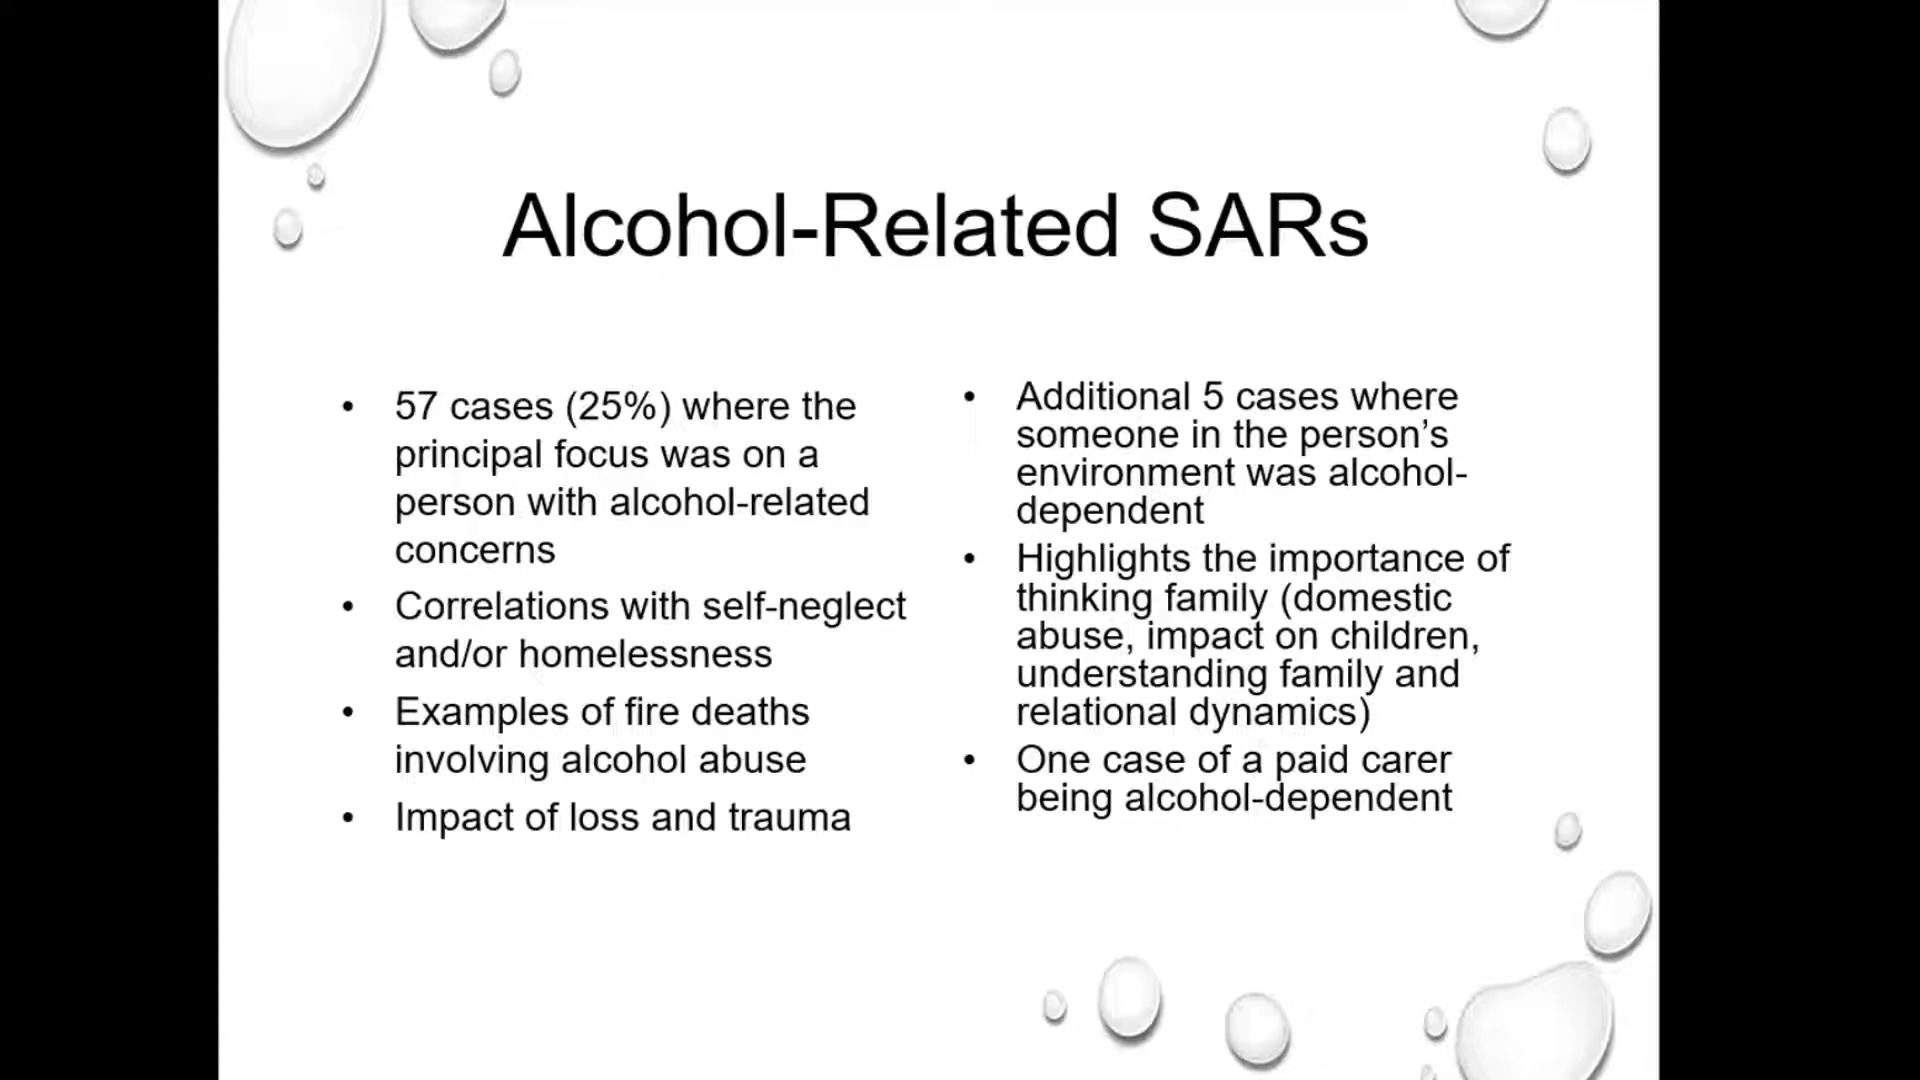 Alcohol-Related SARs
• 57 cases (25%) where the
principal focus was on a
person with alcohol-related
concerns
• Correlations with self-neglect
and/or homelessness
• Examples of fire deaths
involving alcohol abuse
• Impact of loss and trauma
• Additional 5 cases where
someone in the person’s
environment was alcohol-
dependent
• Highlights the importance of
thinking family (domestic
abuse, impact on children,
understanding family and
relational dynamics)
• One case of a paid carer
being alcohol-dependent